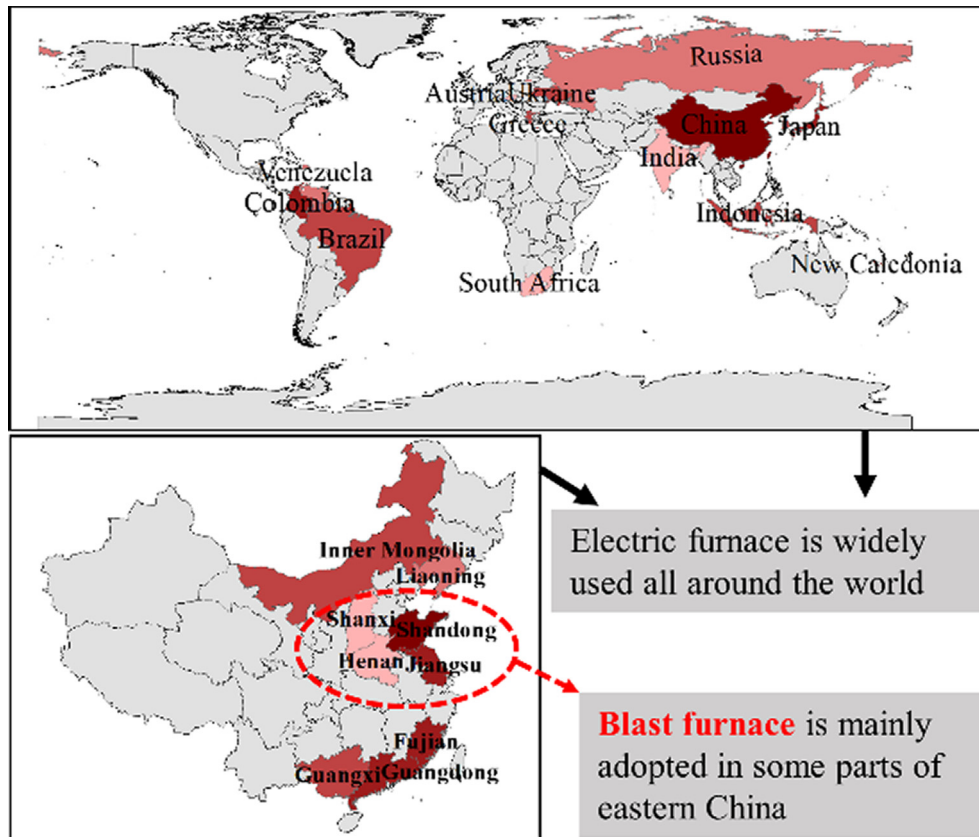 Russia
Austria
Ukraine
Greece
China
Japan
India
Venezuela
Colombia
Indonesia
Brazil
New Caledonia
South Africa
Inner Mongolia
Liaoning
Shanxi
Shandong
Henan
Jiangsu
Fujian
Guangxi
Guangdong
Electric furnace is widely
used all around the world
Blast furnace is mainly
adopted in some parts of
eastern China